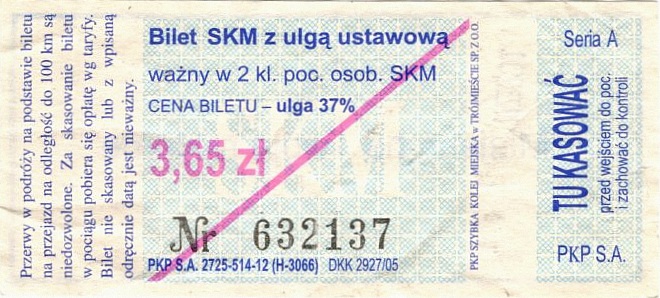 Przerwy w podróży na podstawie biletu
na przejazd na odległość do 100 km są
niedozwolone. Za skasowanie biletu
w pociągu pobiera się opłatę wg taryfy.
Bilet nie skasowany lub z wpisaną
odręcznie datą jest nieważny.
Bilet SKM z ulgą ustawową
ważny w 2 kl. poc. osob. SKM
CENA BILETU – ulga 37%
3,65 zł
Nr 632137
PKP S.A. 2725-514-12 (H-3066) DKK 2927/05
PKP SZYBKA KOLEJ MIEJSKA w TRÓJMIEŚCIE SP. Z O.O.
Seria A
TU KASOWAĆ
przed wejściem do poc.
i zachować do kontroli
PKP S.A.